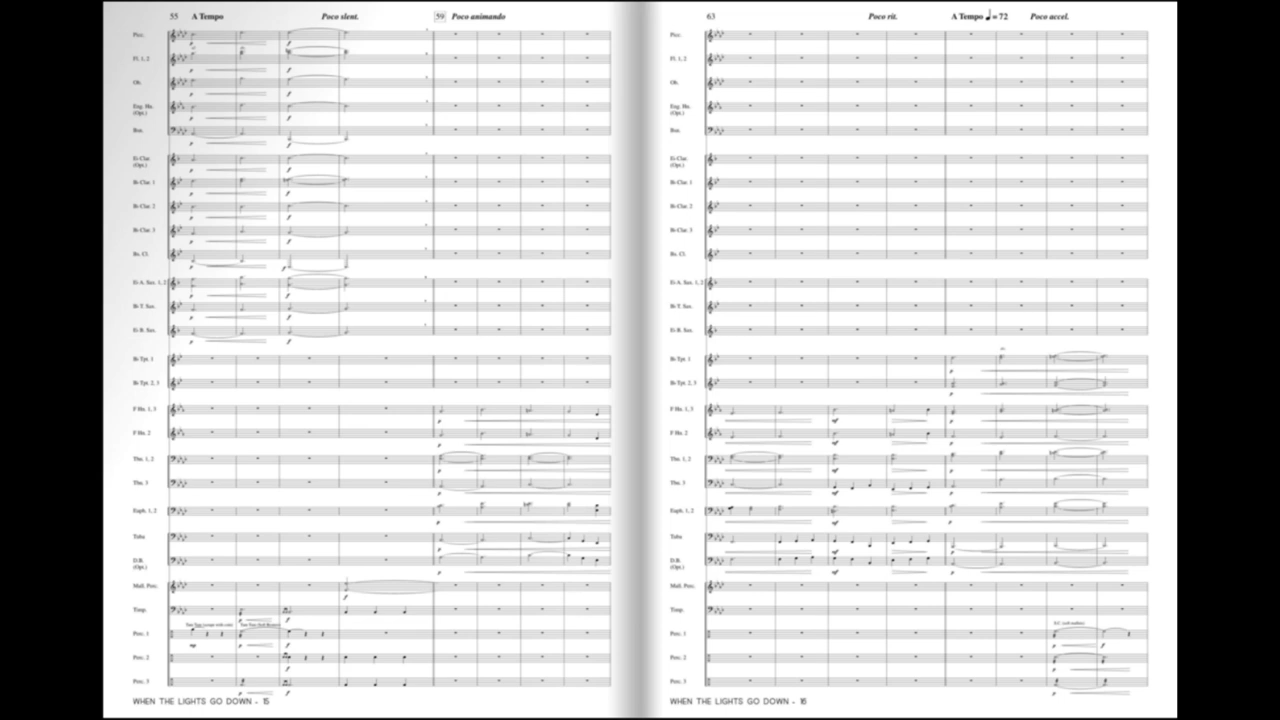 55 A Tempo Poco slent. 59 Poco animando
Picc.
Fl. 1, 2
Ob.
Eng. Hn.
(Opt.)
Bsn.
E♭ Clar.
(Opt.)
B♭ Clar. 1
B♭ Clar. 2
B♭ Clar. 3
Bs. Cl.
E♭ A. Sax. 1, 2
B♭ T. Sax.
E♭ B. Sax.
B♭ Tpt. 1
B♭ Tpt. 2, 3
F Hn. 1, 3
F Hn. 2
Tbn. 1, 2
Tbn. 3
Euph. 1, 2
Tuba
D.B.
(Opt.)
Mall. Perc.
Timp.
Perc. 1
Perc. 2
Perc. 3
WHEN THE LIGHTS GO DOWN - 15
63 Poco rit. A Tempo ♩=72 Poco accel.
Picc.
Fl. 1, 2
Ob.
Eng. Hn.
(Opt.)
Bsn.
E♭ Clar.
(Opt.)
B♭ Clar. 1
B♭ Clar. 2
B♭ Clar. 3
Bs. Cl.
E♭ A. Sax. 1, 2
B♭ T. Sax.
E♭ B. Sax.
B♭ Tpt. 1
B♭ Tpt. 2, 3
F Hn. 1, 3
F Hn. 2
Tbn. 1, 2
Tbn. 3
Euph. 1, 2
Tuba
D.B.
(Opt.)
Mall. Perc.
Timp.
Perc. 1
S.C. (soft mallets)
Perc. 2
Perc. 3
WHEN THE LIGHTS GO DOWN - 16